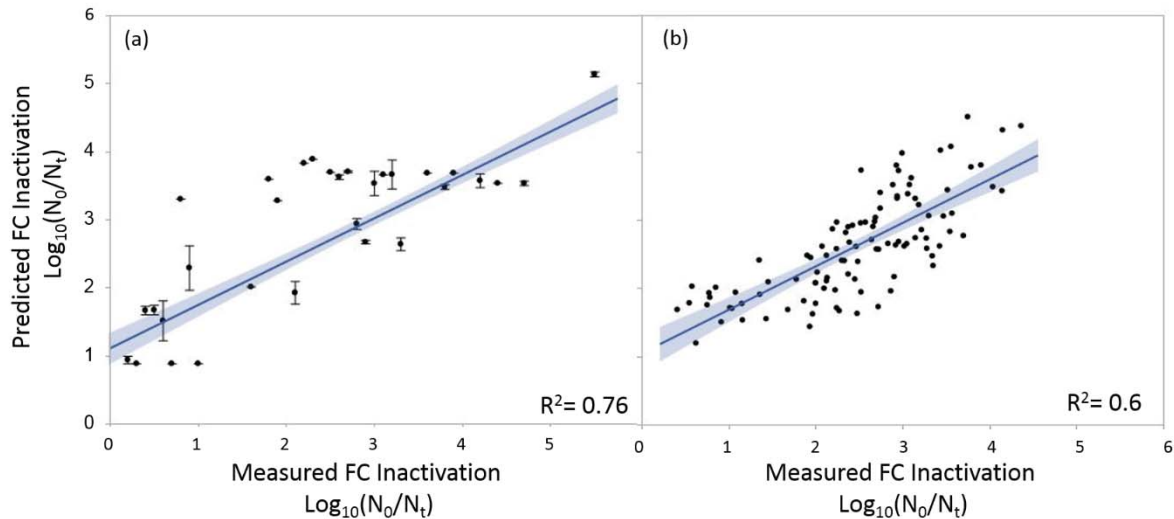 Predicted FC Inactivation
Log₁₀(N₀/Nₜ)
6
5
4
3
2
1
0
(a)
R²= 0.76
0
1
2
3
4
5
Measured FC Inactivation
Log₁₀(N₀/Nₜ)
(b)
R²= 0.6
0
1
2
3
4
5
6
Measured FC Inactivation
Log₁₀(N₀/Nₜ)